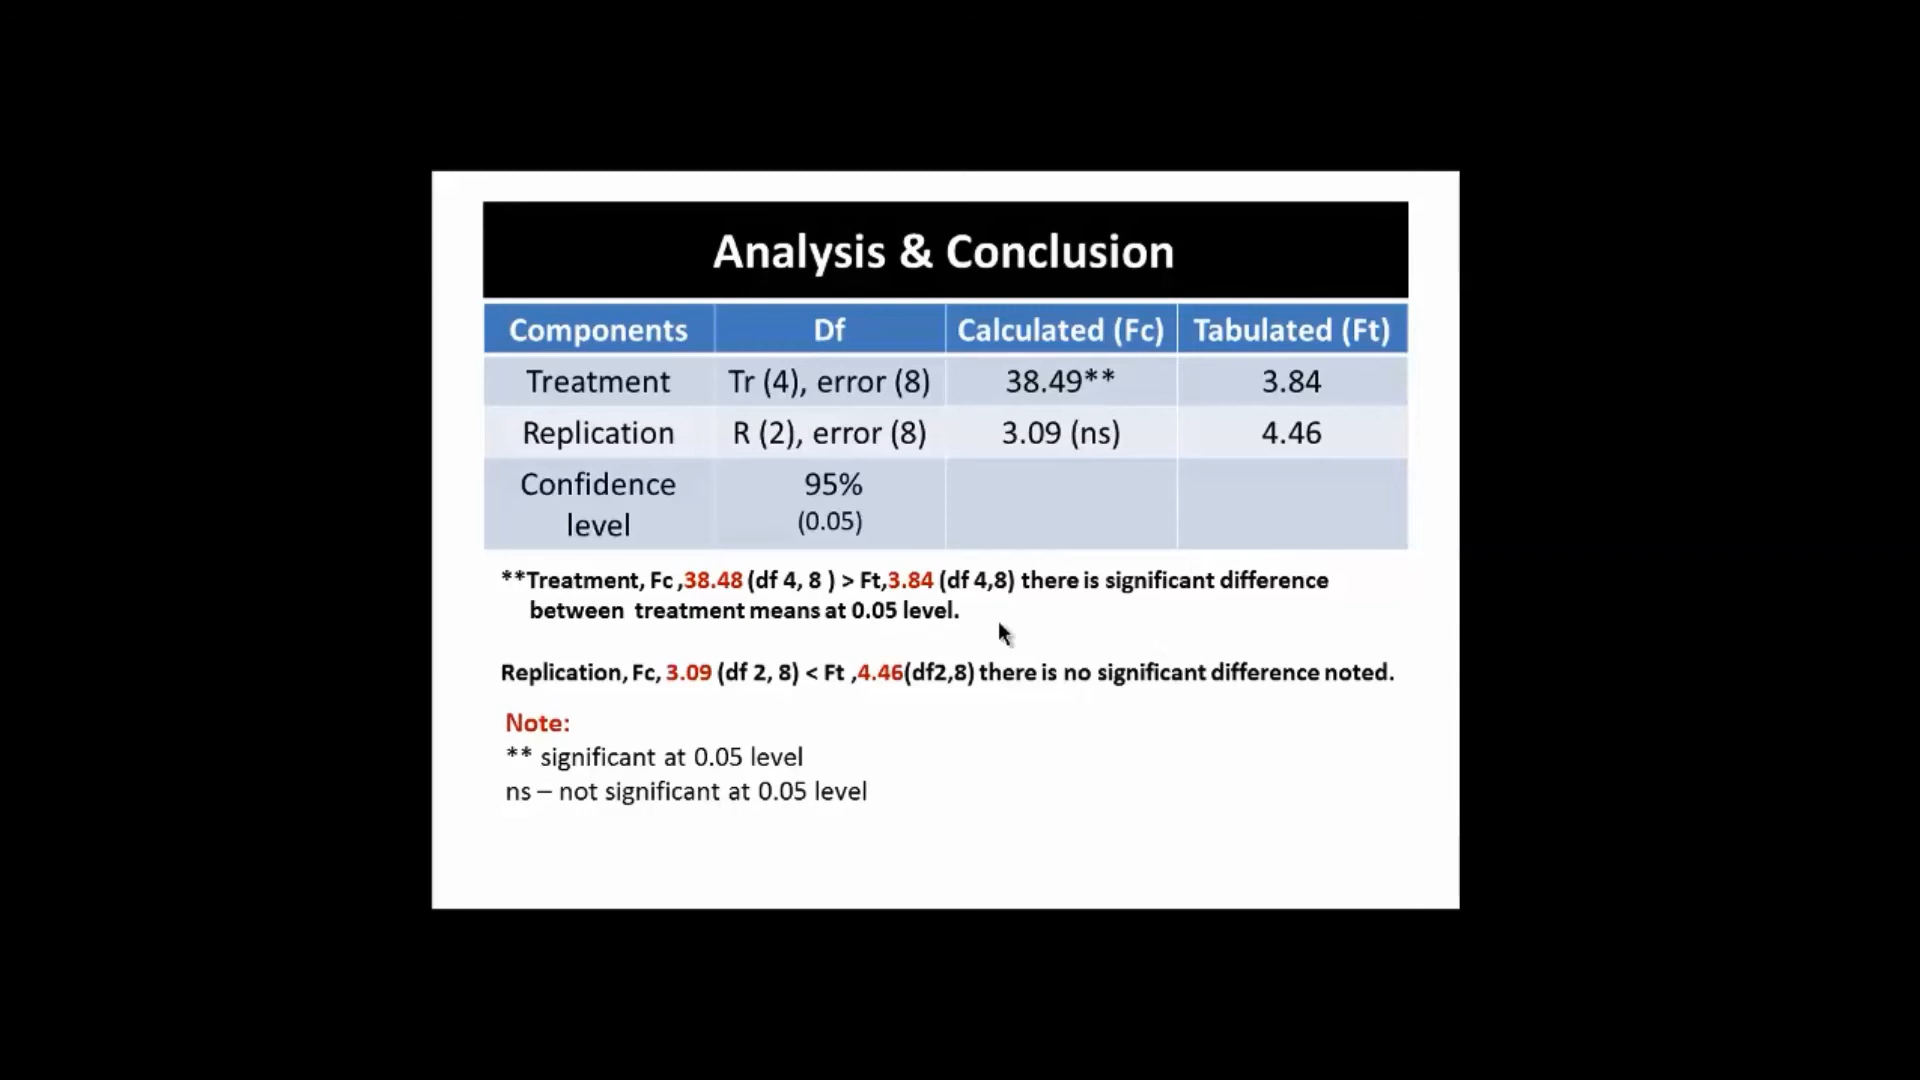 Analysis & Conclusion
Components Df Calculated (Fc) Tabulated (Ft)
Treatment Tr (4), error (8) 38.49** 3.84
Replication R (2), error (8) 3.09 (ns) 4.46
Confidence level 95% (0.05)
**Treatment, Fc ,38.48 (df 4, 8 ) > Ft,3.84 (df 4,8) there is significant difference
between treatment means at 0.05 level.
Replication, Fc, 3.09 (df 2, 8) < Ft ,4.46(df2,8) there is no significant difference noted.
Note:
** significant at 0.05 level
ns – not significant at 0.05 level